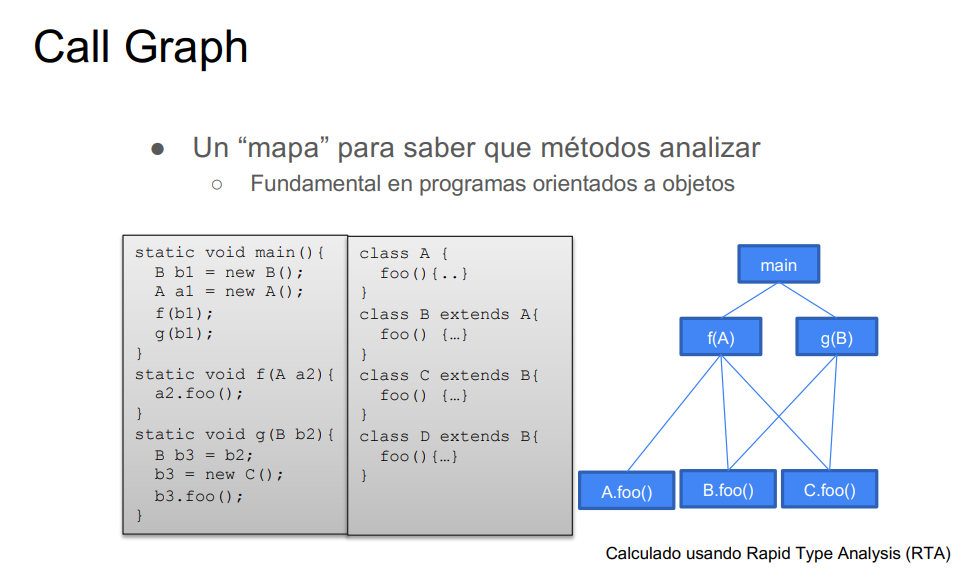 Call Graph
● Un “mapa” para saber que métodos analizar
○ Fundamental en programas orientados a objetos
static void main(){
B b1 = new B();
A a1 = new A();
f(b1);
g(b1);
}
static void f(A a2){
a2.foo();
}
static void g(B b2){
B b3 = b2;
b3 = new C();
b3.foo();
}
class A {
foo(){..}
}
class B extends A{
foo() {…}
}
class C extends B{
foo() {…}
}
class D extends B{
foo(){…}
}
main
f(A)
g(B)
A.foo()
B.foo()
C.foo()
Calculado usando Rapid Type Analysis (RTA)